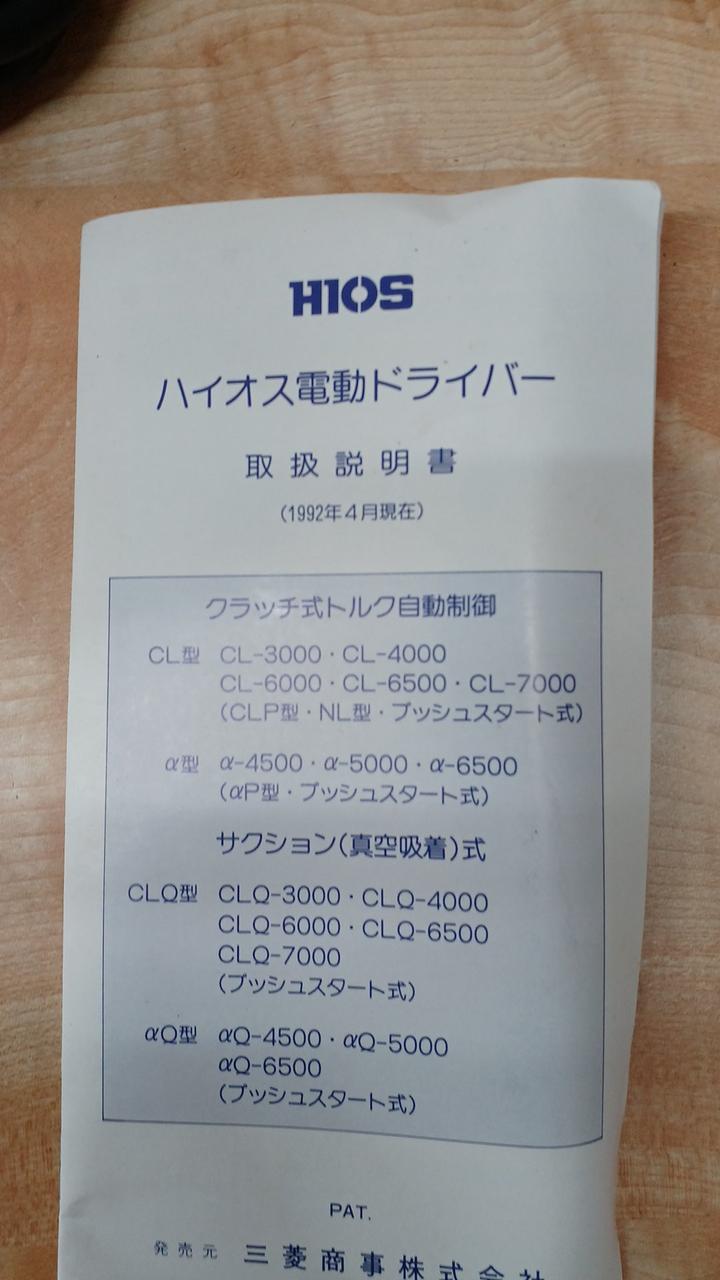 HIOS
ハイオス電動ドライバー
取扱説明書
(1992年4月現在)
クラッチ式トルク自動制御
CL型 CL-3000・CL-4000
CL-6000・CL-6500・CL-7000
(CLP型・NL型・プッシュスタート式)
α型 α-4500・α-5000・α-6500
(αP型・プッシュスタート式)
サクション(真空吸着)式
CLQ型 CLQ-3000・CLQ-4000
CLQ-6000・CLQ-6500
CLQ-7000
(プッシュスタート式)
αQ型 αQ-4500・αQ-5000
αQ-6500
(プッシュスタート式)
PAT.
発売元 三菱商事株式会社